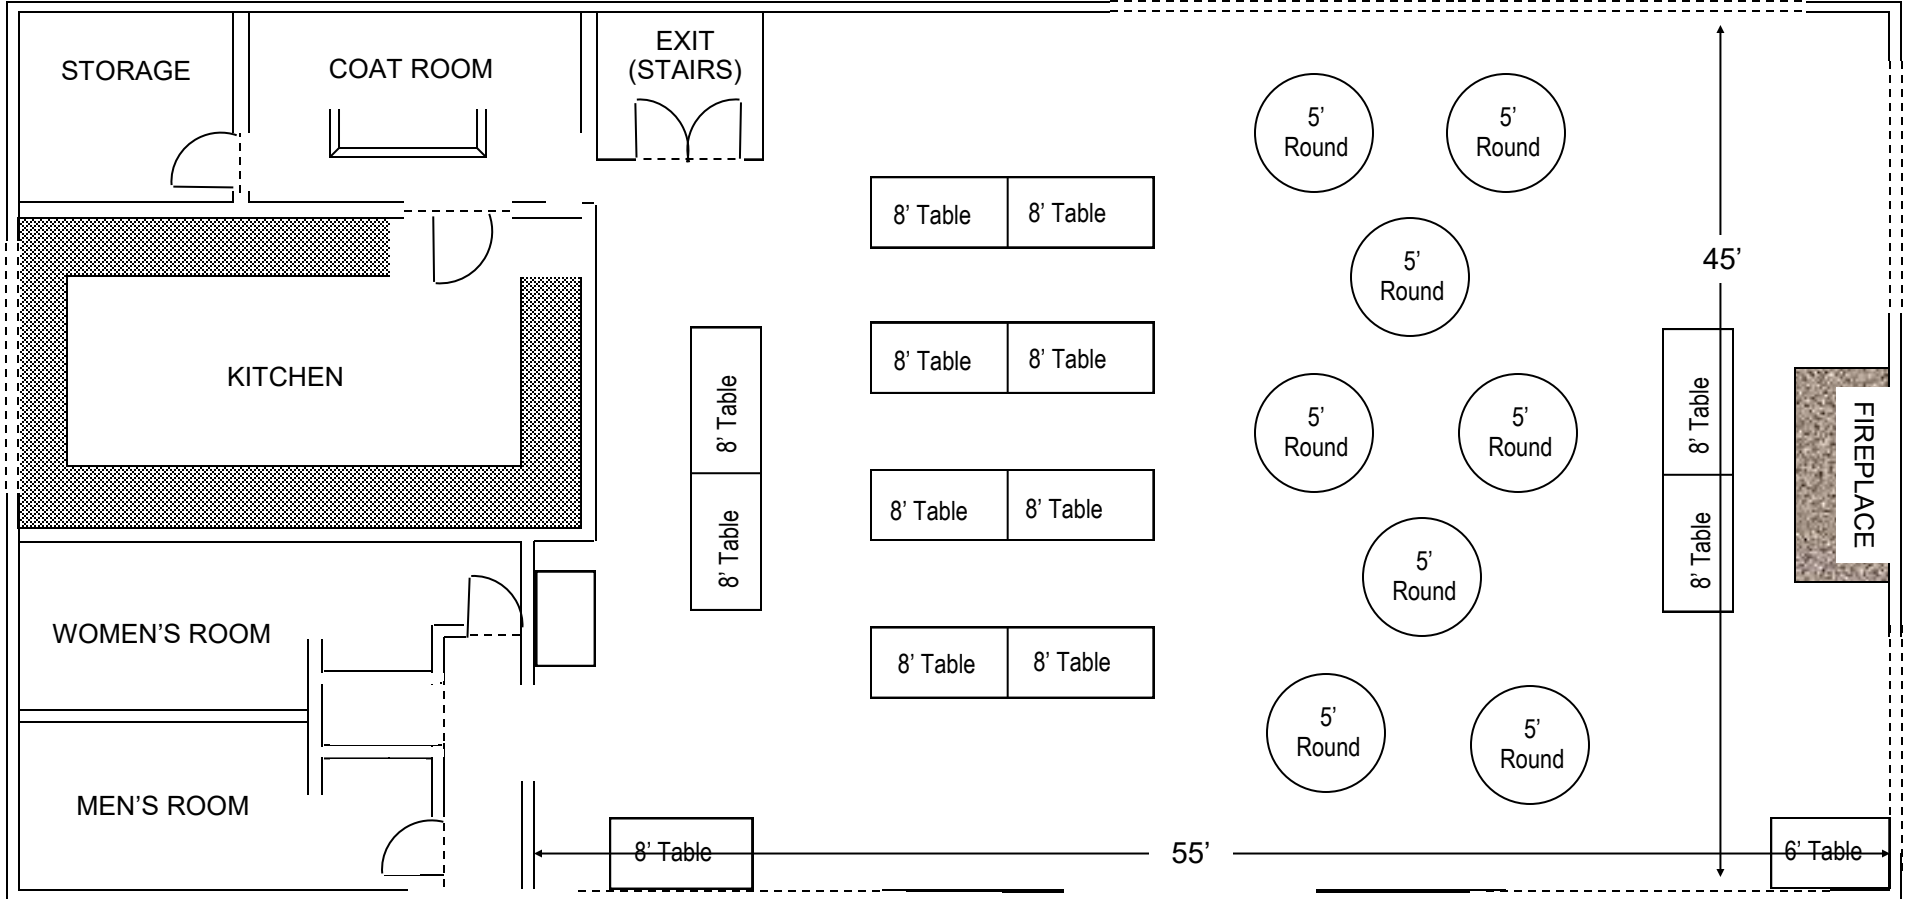 STORAGE
COAT ROOM
EXIT
(STAIRS)
5’
Round
5’
Round
8’ Table
8’ Table
5’
Round
45’
8’ Table
8’ Table
KITCHEN
8’ Table
8’ Table
5’
Round
5’
Round
8’ Table
8’ Table
FIREPLACE
8’ Table
8’ Table
5’
Round
WOMEN’S ROOM
8’ Table
8’ Table
5’
Round
5’
Round
MEN’S ROOM
8’ Table
55’
6’ Table